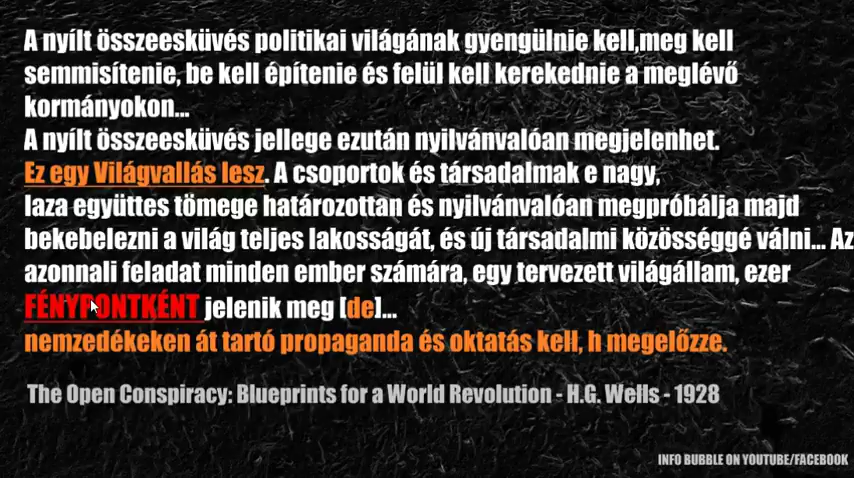 A nyílt összeesküvés politikai világának gyengülnie kell,meg kell
semmisítenie, be kell építenie és felül kell kerekednie a meglévő
kormányokon...
A nyílt összeesküvés jellege ezután nyilvánvalóan megjelenhet.
Ez egy Világvallás lesz. A csoportok és társadalmak e nagy,
laza együttes tömege határozottan és nyilvánvalóan megpróbálja majd
bekebelezni a világ teljes lakosságát, és új társadalmi közösséggé válni... Az
azonnali feladat minden ember számára, egy tervezett világállam, ezer
FÉNYPONTKÉNT jelenik meg [de]...
nemzedékeken át tartó propaganda és oktatás kell, h megelőzze.
The Open Conspiracy: Blueprints for a World Revolution - H.G. Wells - 1928
INFO BUBBLE ON YOUTUBE/FACEBOOK